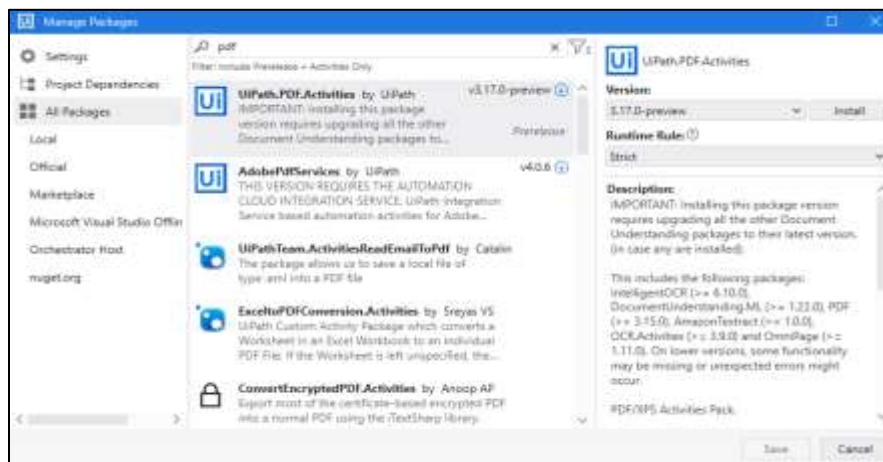 Manage Packages
Settings
Project Dependencies
All Packages
Local
Official
Marketplace
Microsoft Visual Studio Offlin
Orchestrator Host
nuget.org
pdf
Filter: Include Prerelease + Activities Only
UiPath.PDF.Activities by UiPath
v3.17.0-preview
IMPORTANT: Installing this package
version requires upgrading all the other
Document Understanding packages to...
Prerelease
AdobePdfServices by UiPath
v4.0.6
THIS VERSION REQUIRES THE AUTOMATION
CLOUD INTEGRATION SERVICE. UiPath Integration
Service based automation activities for Adobe...
UiPathTeam.ActivitiesReadEmailToPdf by Catalin
The package allows us to save a local file of
type .eml into a PDF file
ExcelToPDFConversion.Activities by Sreyas VS
UiPath Custom Activity Package which converts a
Worksheet in an Excel Workbook to an individual
PDF File. If the Worksheet is left unspecified, the...
ConvertEncryptedPDF.Activities by Anoop AP
Export most of the certificate-based encrypted PDF
into a normal PDF using the iTextSharp library.
Ui UiPath.PDF.Activities
Version:
3.17.0-preview
Install
Runtime Rule:
Strict
Description:
IMPORTANT: Installing this package version
requires upgrading all the other Document
Understanding packages to their latest version.
(in case any are installed).
This includes the following packages:
IntelligentOCR (>= 6.10.0),
DocumentUnderstanding.ML (>= 1.22.0), PDF
(>= 3.15.0), AmazonTextract (>= 1.0.0),
OCR.Activities (>= 3.9.0) and OmniPage (>=
1.11.0). On lower versions, some functionality
may be missing or unexpected errors might
occur.
PDF/XPS Activities Pack.
Save
Cancel